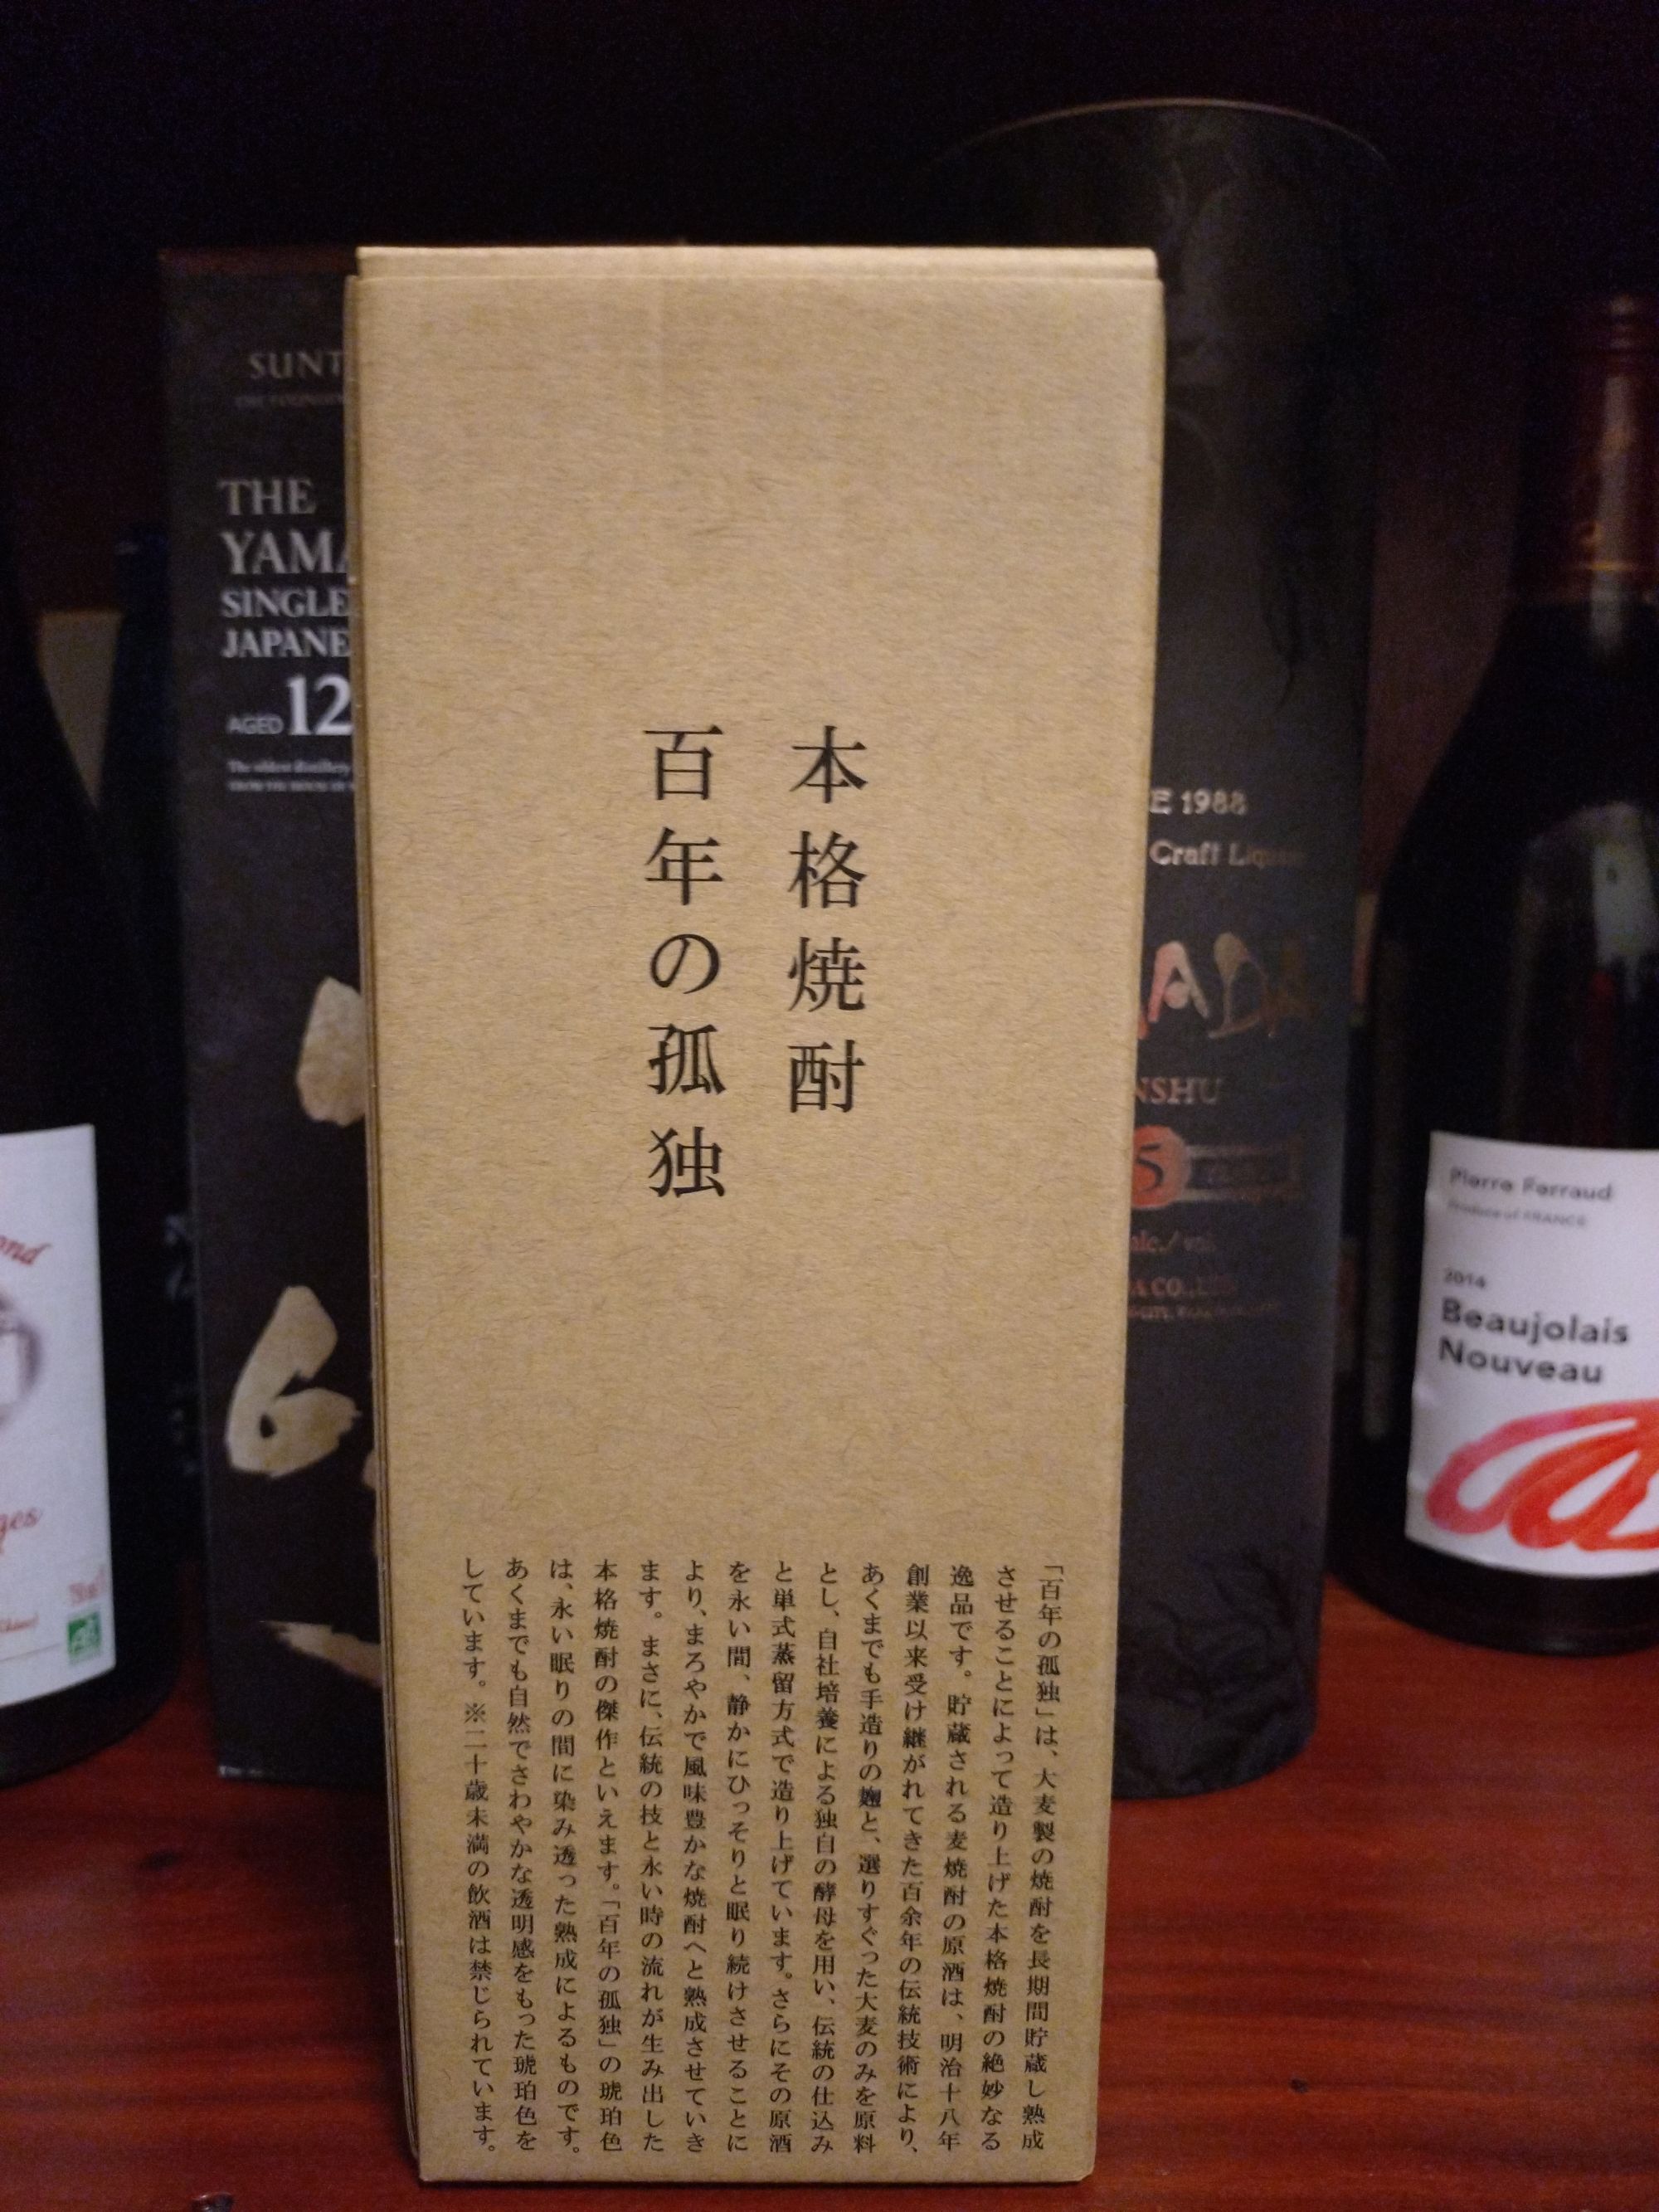 本格焼酎
百年の孤独
「百年の孤独」は、大麦製の焼酎を長期間貯蔵し熟成
させることによって造り上げた本格焼酎の絶妙なる
逸品です。貯蔵される麦焼酎の原酒は、明治十八年
創業以来受け継がれてきた百余年の伝統技術により、
あくまでも手造りの麹と、選りすぐった大麦のみを原料
とし、自社培養による独自の酵母を用い、伝統の仕込み
と単式蒸留方式で造り上げています。さらにその原酒
を永い間、静かにひっそりと眠り続けさせることに
より、まろやかで風味豊かな焼酎へと熟成させていき
ます。まさに、伝統の技と永い時の流れが生み出した
本格焼酎の傑作といえます。「百年の孤独」の琥珀色
は、永い眠りの間に染み透った熟成によるものです。
あくまでも自然でさわやかな透明感をもった琥珀色を
しています。※二十歳未満の飲酒は禁じられています。
SUNT
THE
YAMA
SINGLE
JAPANE
AGED 12
The oldest distillery
E 1988
Craft Liquor
ADA
NSHU
5
A CO.,LTD.
Pierre Ferraud
Produce of FRANCE
2014
Beaujolais
Nouveau
ond
ges